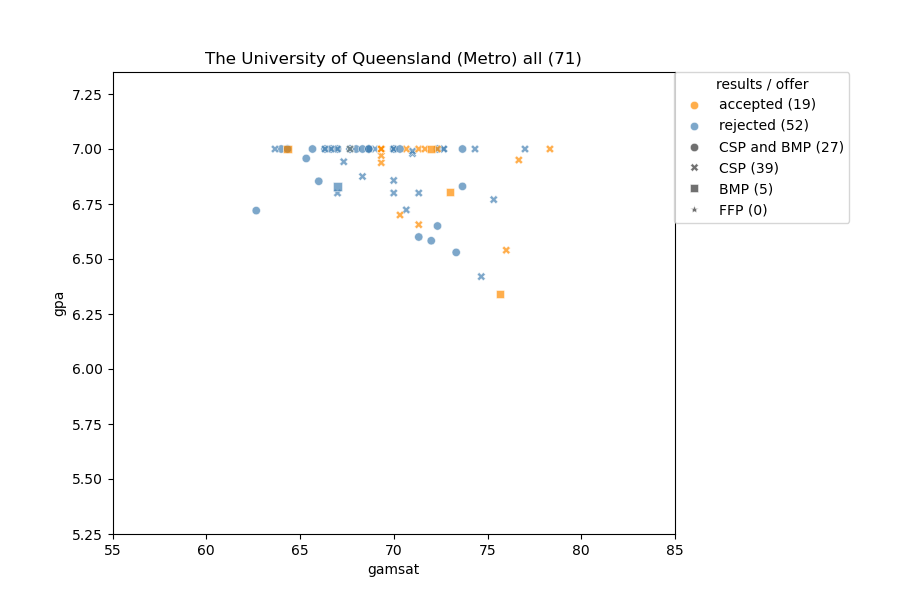 The University of Queensland (Metro) all (71)
results / offer
accepted (19)
rejected (52)
CSP and BMP (27)
CSP (39)
BMP (5)
FFP (0)
gpa
7.25
7.00
6.75
6.50
6.25
6.00
5.75
5.50
5.25
55 60 65 70 75 80 85
gamsat